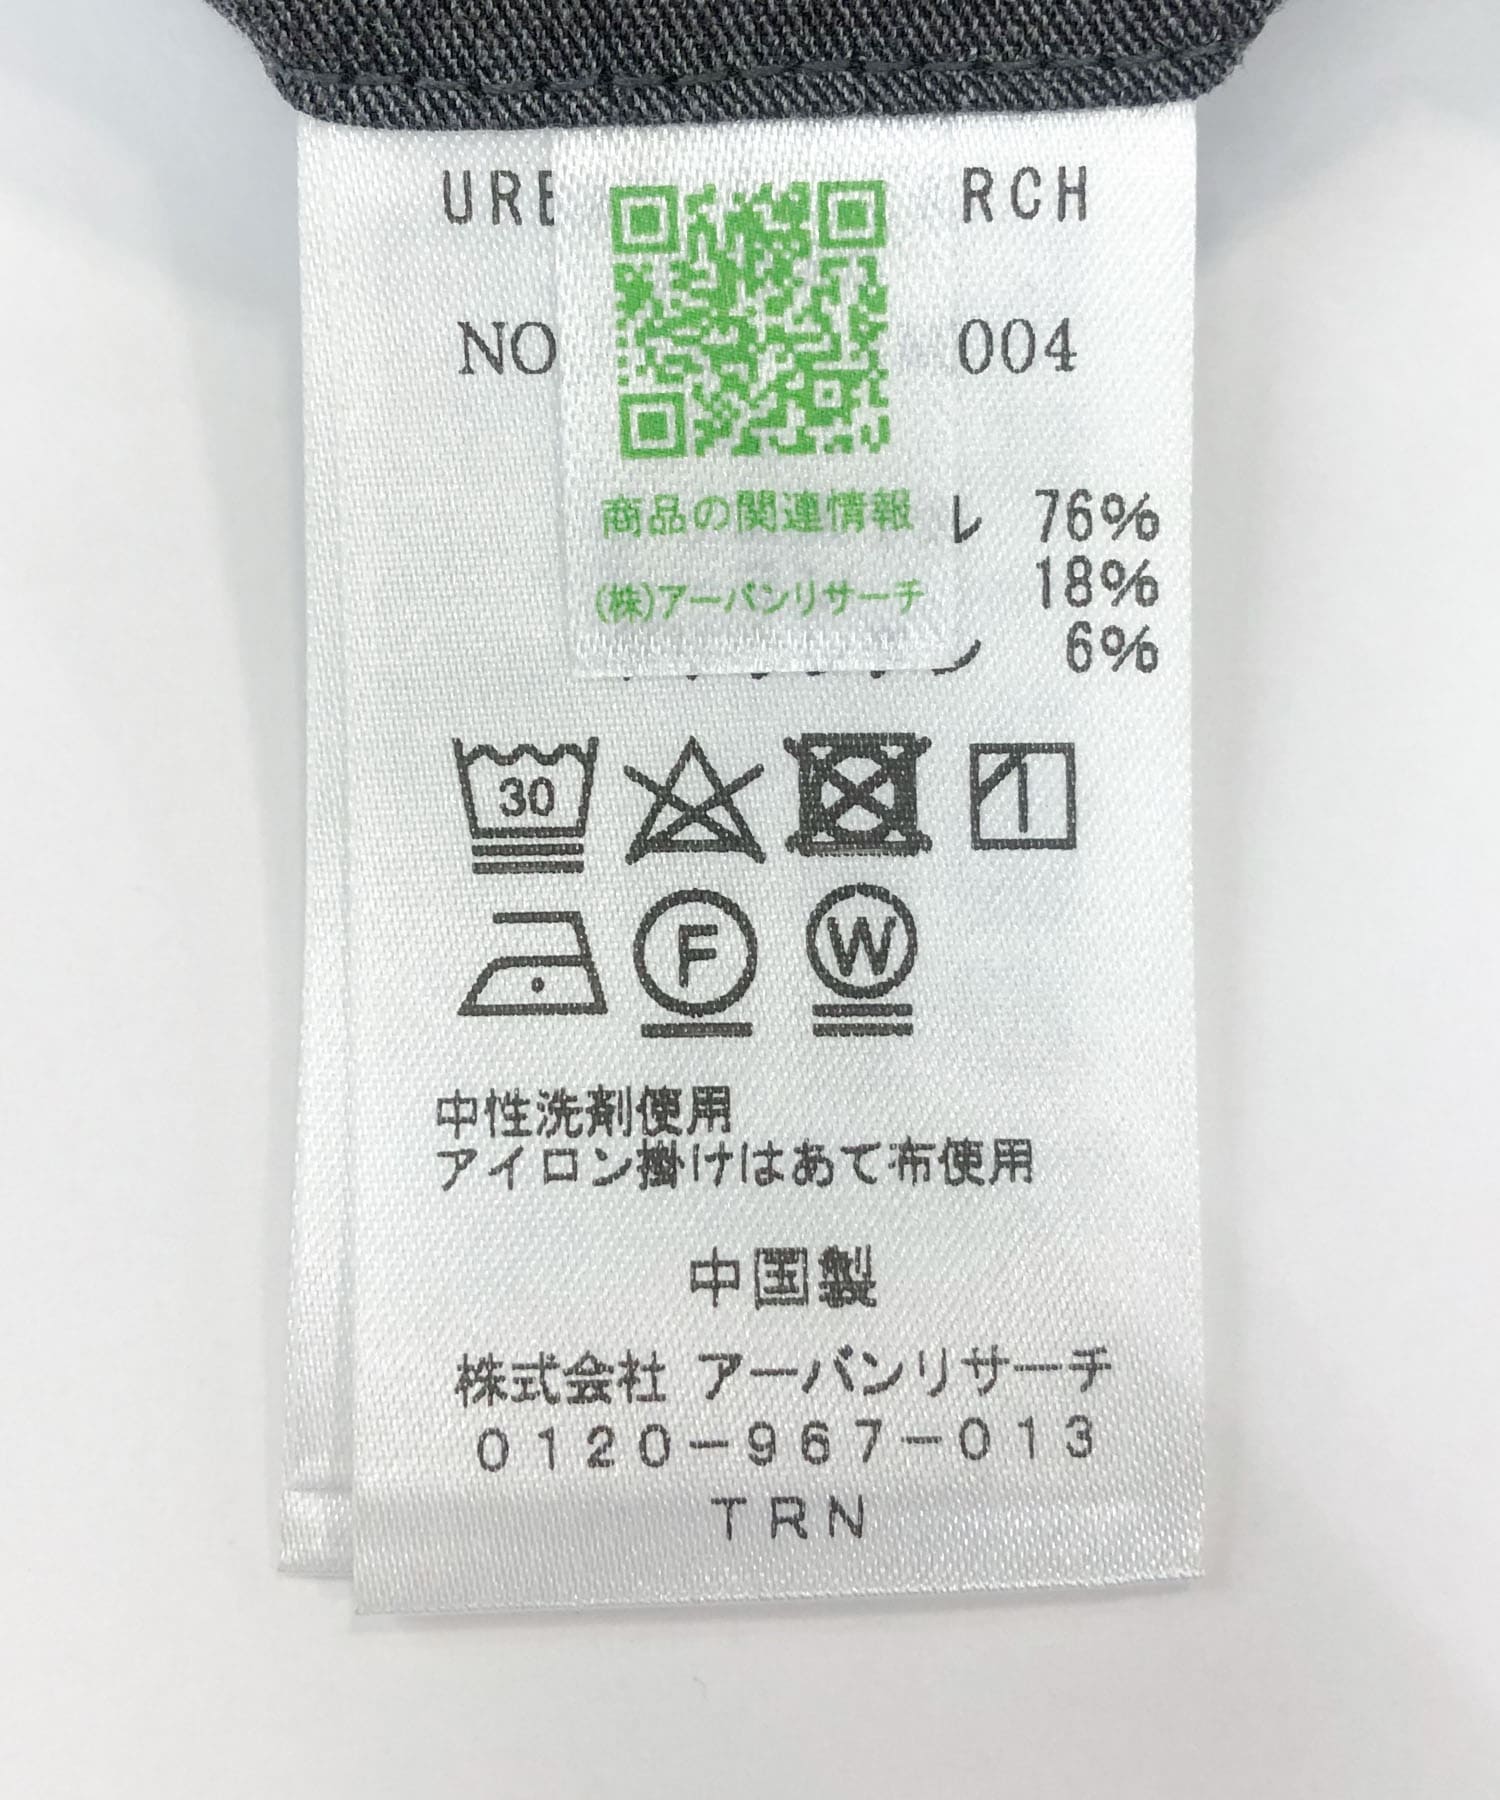 URB RCH
NO 004
商品の関連情報
(株)アーバンリサーチ
ル 76%
18%
6%
30
F W
中性洗剤使用
アイロン掛けはあて布使用
中国製
株式会社 アーバンリサーチ
0120-967-013
TRN